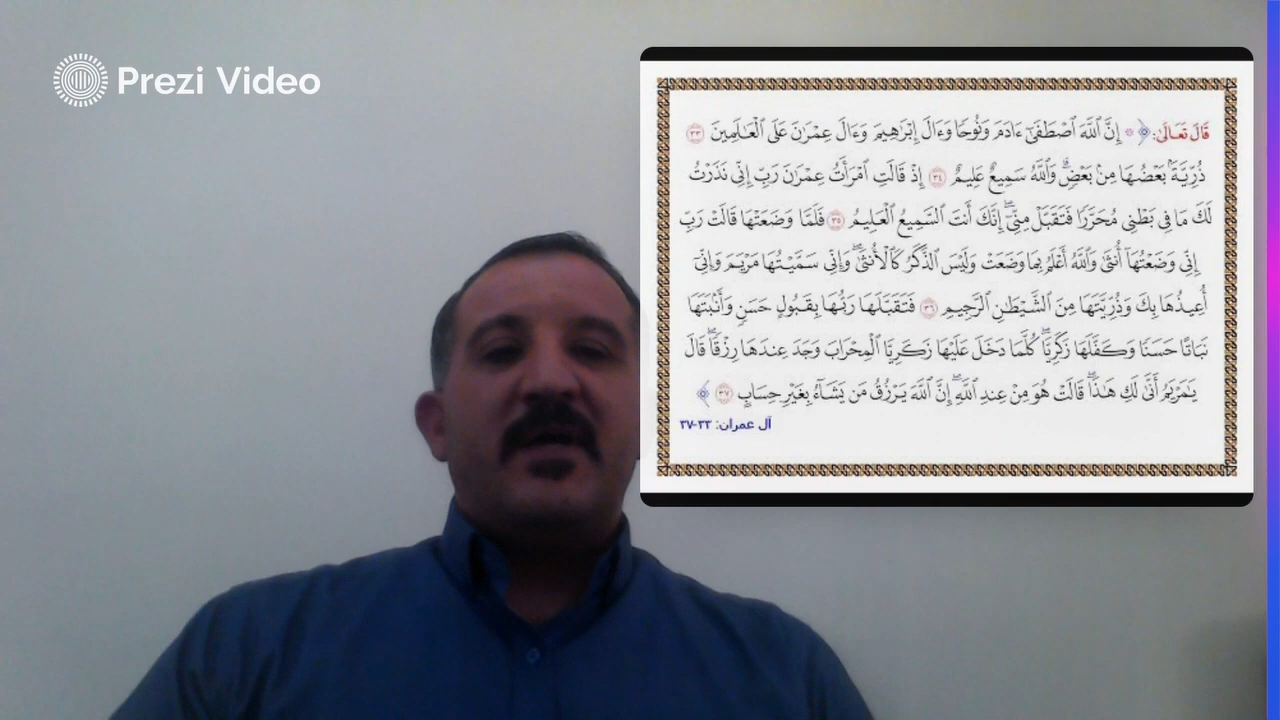 Prezi Video
قَالَ تَعَالَىٰ: ﴿ ۞ إِنَّ ٱللَّهَ ٱصۡطَفَىٰٓ ءَادَمَ وَنُوحٗا وَءَالَ إِبۡرَٰهِيمَ وَءَالَ عِمۡرَٰنَ عَلَى ٱلۡعَٰلَمِينَ ٣٣
ذُرِّيَّةَۢ بَعۡضُهَا مِنۢ بَعۡضٖۗ وَٱللَّهُ سَمِيعٌ عَلِيمٌ ٣٤ إِذۡ قَالَتِ ٱمۡرَأَتُ عِمۡرَٰنَ رَبِّ إِنِّي نَذَرۡتُ
لَكَ مَا فِي بَطۡنِي مُحَرَّرٗا فَتَقَبَّلۡ مِنِّيٓۖ إِنَّكَ أَنتَ ٱلسَّمِيعُ ٱلۡعَلِيمُ ٣٥ فَلَمَّا وَضَعَتۡهَا قَالَتۡ رَبِّ
إِنِّي وَضَعۡتُهَآ أُنثَىٰ وَٱللَّهُ أَعۡلَمُ بِمَا وَضَعَتۡ وَلَيۡسَ ٱلذَّكَرُ كَٱلۡأُنثَىٰۖ وَإِنِّي سَمَّيۡتُهَا مَرۡيَمَ وَإِنِّيٓ
أُعِيذُهَا بِكَ وَذُرِّيَّتَهَا مِنَ ٱلشَّيۡطَٰنِ ٱلرَّجِيمِ ٣٦ فَتَقَبَّلَهَا رَبُّهَا بِقَبُولٍ حَسَنٖ وَأَنۢبَتَهَا
نَبَاتًا حَسَنٗا وَكَفَّلَهَا زَكَرِيَّاۖ كُلَّمَا دَخَلَ عَلَيۡهَا زَكَرِيَّا ٱلۡمِحۡرَابَ وَجَدَ عِندَهَا رِزۡقٗاۖ قَالَ
يَٰمَرۡيَمُ أَنَّىٰ لَكِ هَٰذَاۖ قَالَتۡ هُوَ مِنۡ عِندِ ٱللَّهِۖ إِنَّ ٱللَّهَ يَرۡزُقُ مَن يَشَآءُ بِغَيۡرِ حِسَابٍ ٣٧ ﴾
آل عمران: ٣٣-٣٧